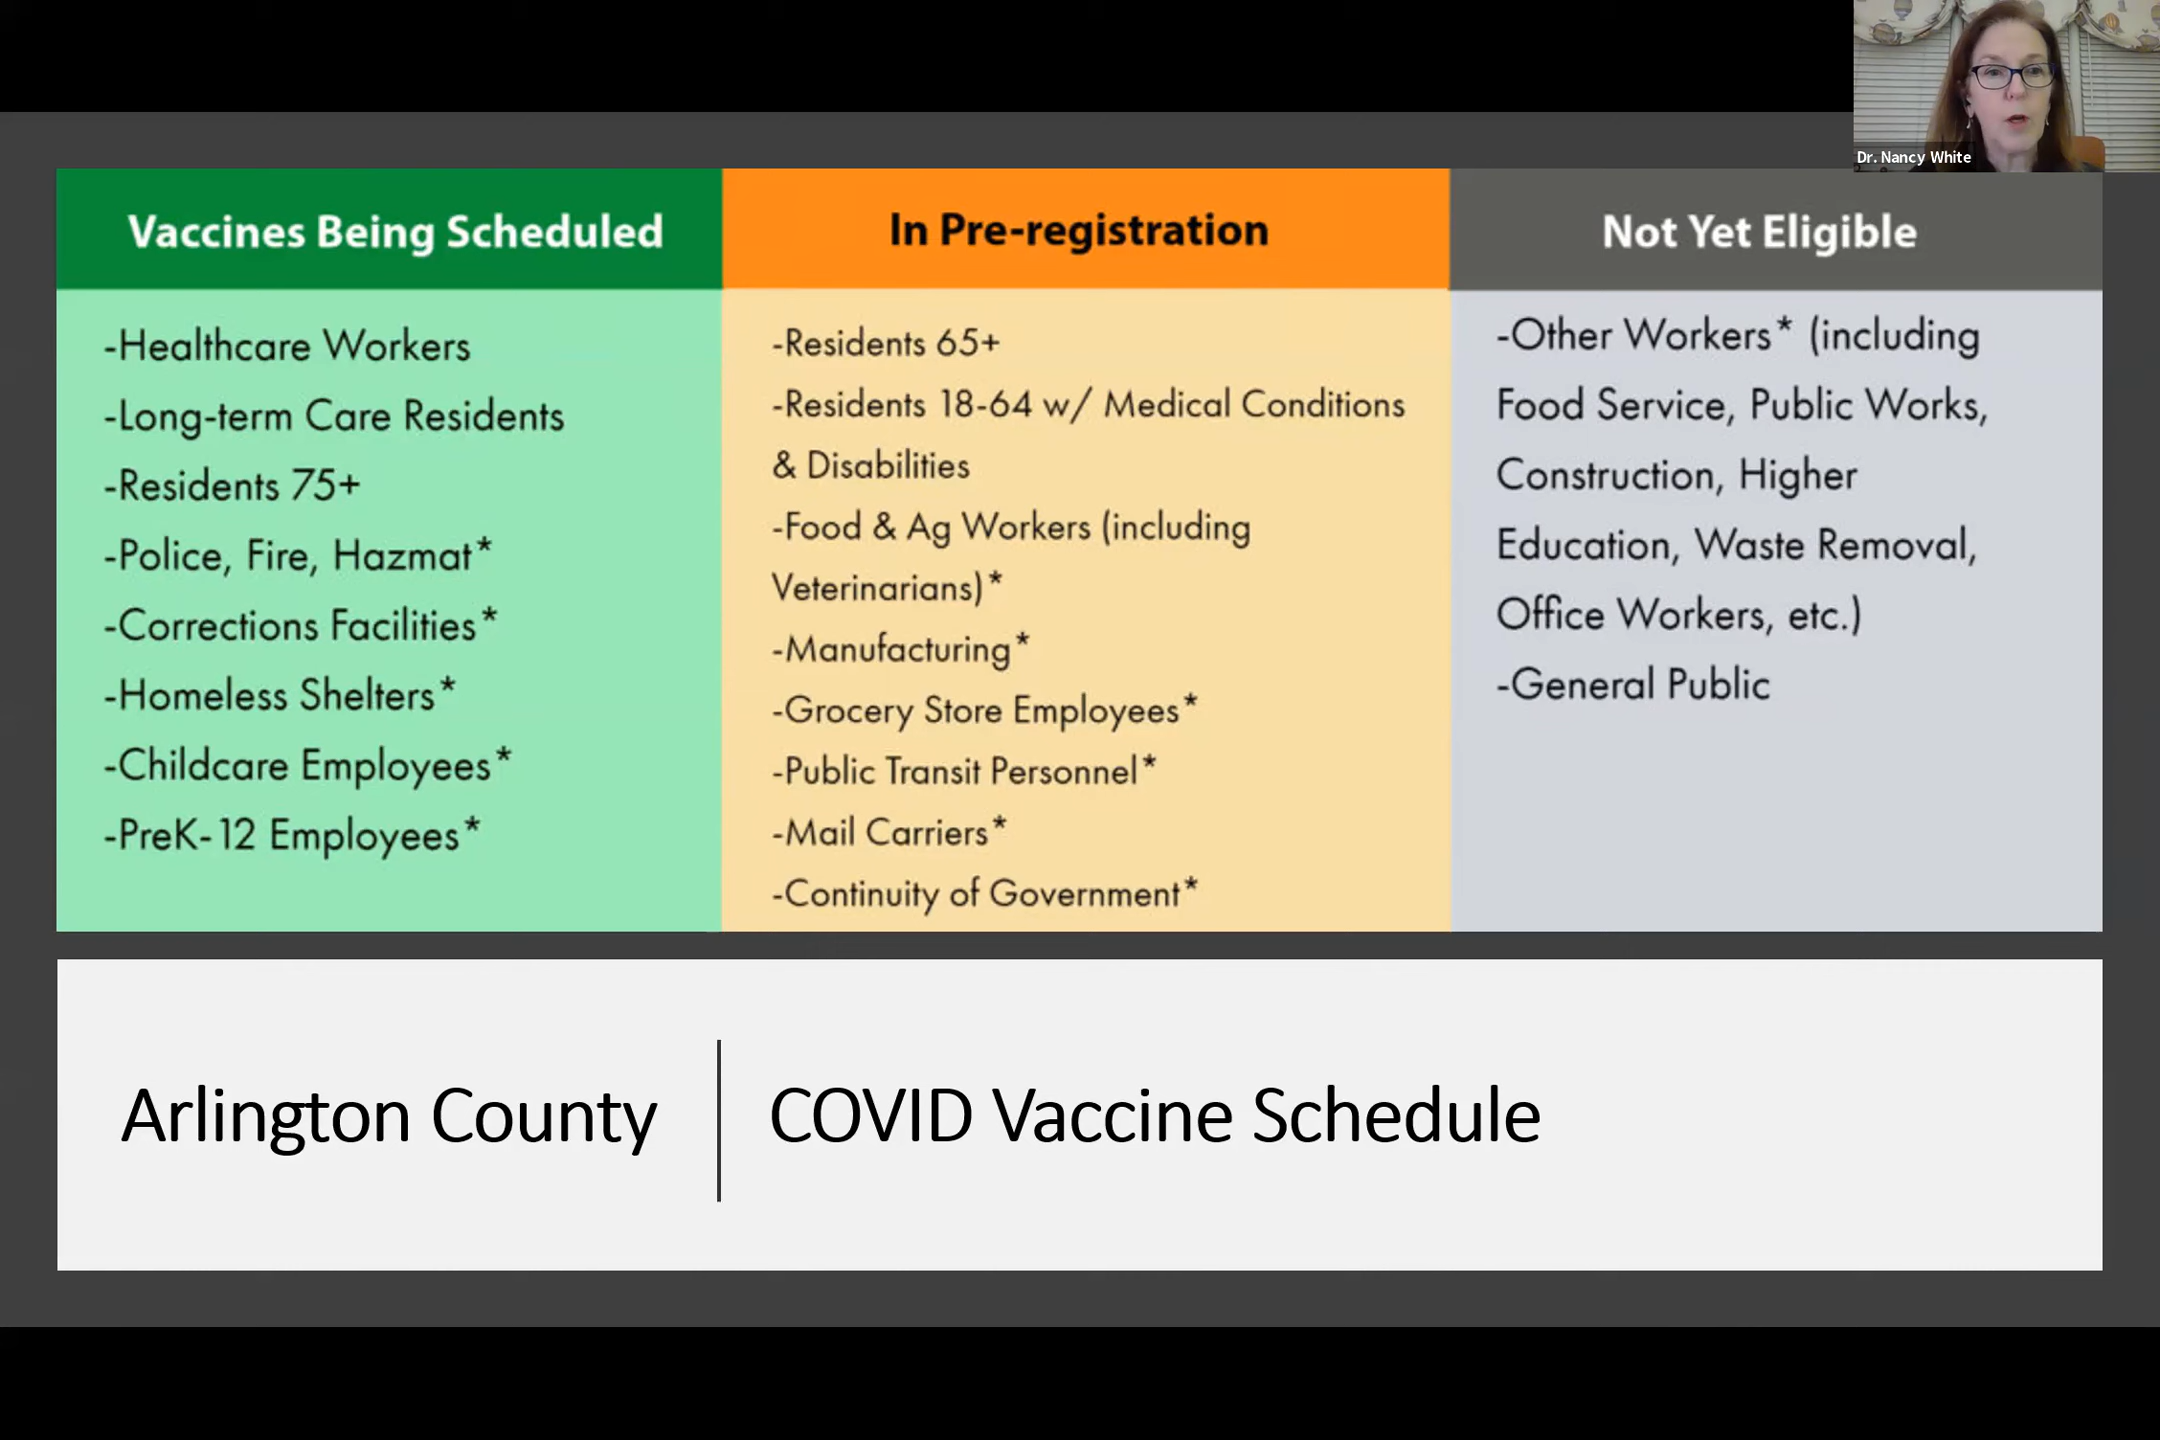 Dr. Nancy White
Vaccines Being Scheduled
-Healthcare Workers
-Long-term Care Residents
-Residents 75+
-Police, Fire, Hazmat*
-Corrections Facilities*
-Homeless Shelters*
-Childcare Employees*
-PreK-12 Employees*
In Pre-registration
-Residents 65+
-Residents 18-64 w/ Medical Conditions
& Disabilities
-Food & Ag Workers (including
Veterinarians)*
-Manufacturing*
-Grocery Store Employees*
-Public Transit Personnel*
-Mail Carriers*
-Continuity of Government*
Not Yet Eligible
-Other Workers* (including
Food Service, Public Works,
Construction, Higher
Education, Waste Removal,
Office Workers, etc.)
-General Public
Arlington County
COVID Vaccine Schedule